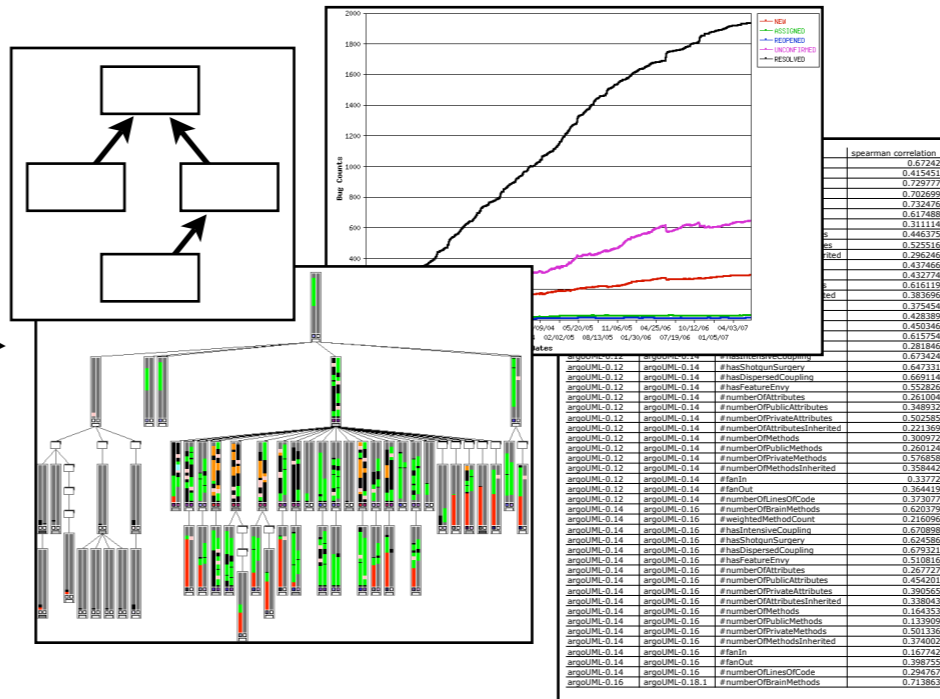 2000
1800
1600
1400
1200
1000
800
600
400
Bug Counts
NEW
ASSIGNED
REOPENED
UNCONFIRMED
RESOLVED
/09/04 05/20/05 11/06/05 04/25/06 10/12/06 04/03/07
02/02/05 08/13/05 01/30/06 07/19/06 01/05/07
ates
spearman correlation
0.67242
0.415451
0.729777
0.702699
0.732476
0.617488
0.311114
s 0.446375
es 0.525516
rited 0.296246
0.437466
0.432774
s 0.616119
ted 0.383696
0.375454
0.428389
0.450346
0.615754
0.281846
argoUML-0.12 argoUML-0.14 #hasIntensiveCoupling 0.673424
argoUML-0.12 argoUML-0.14 #hasShotgunSurgery 0.647331
argoUML-0.12 argoUML-0.14 #hasDispersedCoupling 0.669114
argoUML-0.12 argoUML-0.14 #hasFeatureEnvy 0.552826
argoUML-0.12 argoUML-0.14 #numberOfAttributes 0.261004
argoUML-0.12 argoUML-0.14 #numberOfPublicAttributes 0.348932
argoUML-0.12 argoUML-0.14 #numberOfPrivateAttributes 0.502585
argoUML-0.12 argoUML-0.14 #numberOfAttributesInherited 0.221369
argoUML-0.12 argoUML-0.14 #numberOfMethods 0.300972
argoUML-0.12 argoUML-0.14 #numberOfPublicMethods 0.260124
argoUML-0.12 argoUML-0.14 #numberOfPrivateMethods 0.576858
argoUML-0.12 argoUML-0.14 #numberOfMethodsInherited 0.358442
argoUML-0.12 argoUML-0.14 #fanIn 0.33772
argoUML-0.12 argoUML-0.14 #fanOut 0.364419
argoUML-0.12 argoUML-0.14 #numberOfLinesOfCode 0.373077
argoUML-0.14 argoUML-0.16 #numberOfBrainMethods 0.620379
argoUML-0.14 argoUML-0.16 #weightedMethodCount 0.216096
argoUML-0.14 argoUML-0.16 #hasIntensiveCoupling 0.670898
argoUML-0.14 argoUML-0.16 #hasShotgunSurgery 0.624586
argoUML-0.14 argoUML-0.16 #hasDispersedCoupling 0.679321
argoUML-0.14 argoUML-0.16 #hasFeatureEnvy 0.510816
argoUML-0.14 argoUML-0.16 #numberOfAttributes 0.267727
argoUML-0.14 argoUML-0.16 #numberOfPublicAttributes 0.454201
argoUML-0.14 argoUML-0.16 #numberOfPrivateAttributes 0.390565
argoUML-0.14 argoUML-0.16 #numberOfAttributesInherited 0.338043
argoUML-0.14 argoUML-0.16 #numberOfMethods 0.164353
argoUML-0.14 argoUML-0.16 #numberOfPublicMethods 0.133909
argoUML-0.14 argoUML-0.16 #numberOfPrivateMethods 0.501336
argoUML-0.14 argoUML-0.16 #numberOfMethodsInherited 0.374002
argoUML-0.14 argoUML-0.16 #fanIn 0.167742
argoUML-0.14 argoUML-0.16 #fanOut 0.398755
argoUML-0.14 argoUML-0.16 #numberOfLinesOfCode 0.294767
argoUML-0.16 argoUML-0.18.1 #numberOfBrainMethods 0.713863